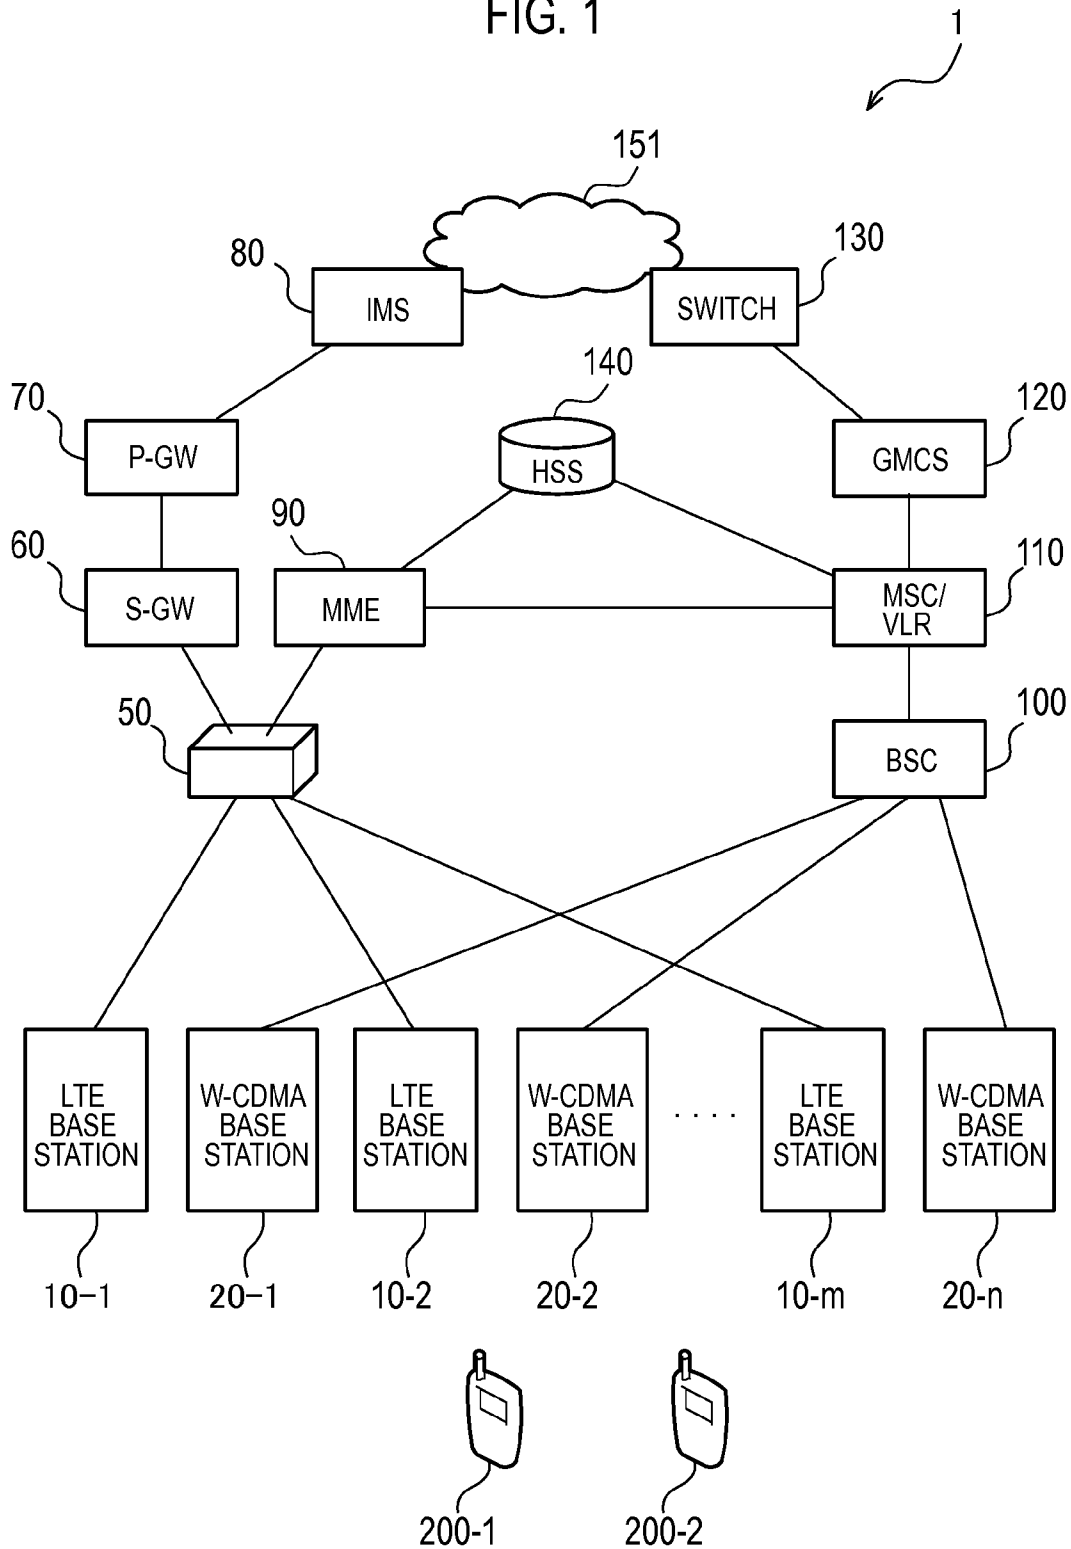 FIG. 1
1
151
80
130
IMS
SWITCH
140
70
120
P-GW
HSS
GMCS
90
60
110
S-GW
MME
MSC/
VLR
50
100
BSC
LTE
BASE
STATION
W-CDMA
BASE
STATION
LTE
BASE
STATION
W-CDMA
BASE
STATION
. . . .
LTE
BASE
STATION
W-CDMA
BASE
STATION
10-1
20-1
10-2
20-2
10-m
20-n
200-1
200-2